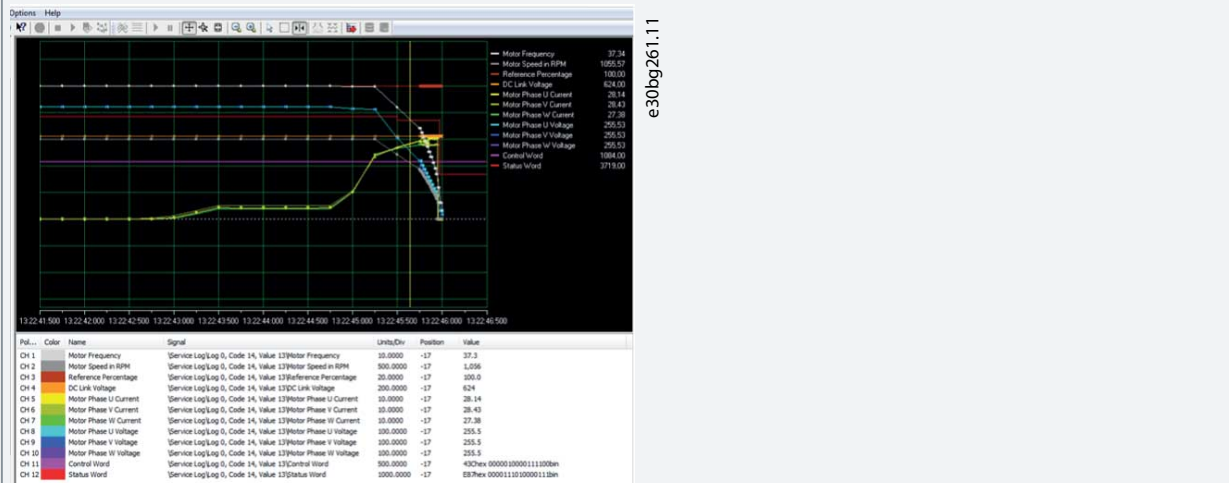 Options Help
Motor Frequency 37,34
Motor Speed in RPM 1055,57
Reference Percentage 100,00
DC Link Voltage 624,00
Motor Phase U Current 28,14
Motor Phase V Current 28,43
Motor Phase W Current 27,38
Motor Phase U Voltage 255,53
Motor Phase V Voltage 255,53
Motor Phase W Voltage 255,53
Control Word 1084,00
Status Word 3719,00
e30bg261.11
13:22:41:500 13:22:42:000 13:22:42:500 13:22:43:000 13:22:43:500 13:22:44:000 13:22:44:500 13:22:45:000 13:22:45:500 13:22:46:000 13:22:46:500
Pol... Color Name Signal Units/Div Position Value
CH 1 Motor Frequency \Service Log\Log 0, Code 14, Value 13\Motor Frequency 10.0000 -17 37.3
CH 2 Motor Speed in RPM \Service Log\Log 0, Code 14, Value 13\Motor Speed in RPM 500.0000 -17 1,056
CH 3 Reference Percentage \Service Log\Log 0, Code 14, Value 13\Reference Percentage 20.0000 -17 100.0
CH 4 DC Link Voltage \Service Log\Log 0, Code 14, Value 13\DC Link Voltage 200.0000 -17 624
CH 5 Motor Phase U Current \Service Log\Log 0, Code 14, Value 13\Motor Phase U Current 10.0000 -17 28.14
CH 6 Motor Phase V Current \Service Log\Log 0, Code 14, Value 13\Motor Phase V Current 10.0000 -17 28.43
CH 7 Motor Phase W Current \Service Log\Log 0, Code 14, Value 13\Motor Phase W Current 10.0000 -17 27.38
CH 8 Motor Phase U Voltage \Service Log\Log 0, Code 14, Value 13\Motor Phase U Voltage 100.0000 -17 255.5
CH 9 Motor Phase V Voltage \Service Log\Log 0, Code 14, Value 13\Motor Phase V Voltage 100.0000 -17 255.5
CH 10 Motor Phase W Voltage \Service Log\Log 0, Code 14, Value 13\Motor Phase W Voltage 100.0000 -17 255.5
CH 11 Control Word \Service Log\Log 0, Code 14, Value 13\Control Word 500.0000 -17 43Chex 0000010000111100bin
CH 12 Status Word \Service Log\Log 0, Code 14, Value 13\Status Word 1000.0000 -17 E87hex 0000111010000111bin